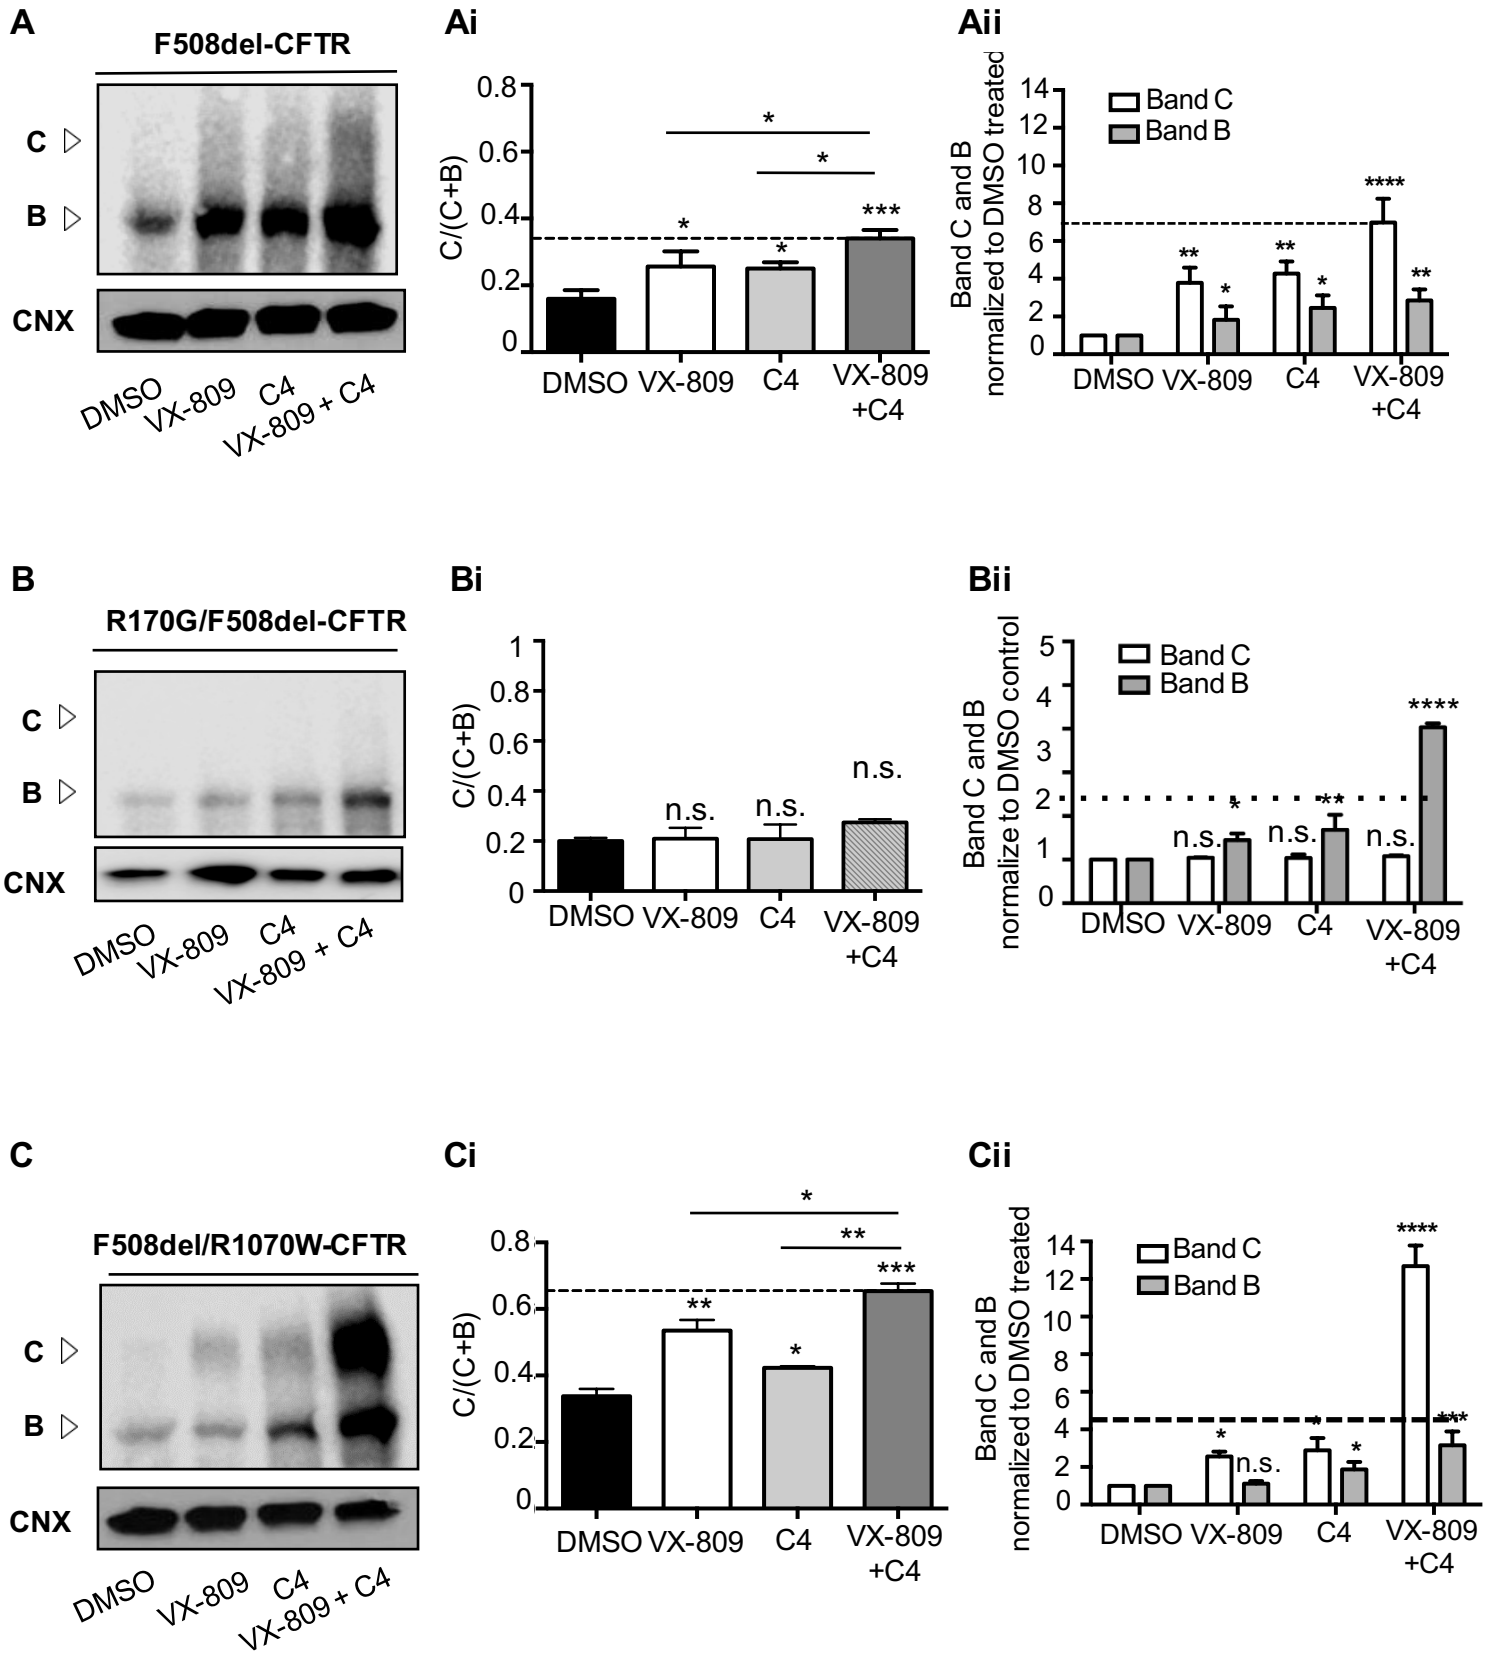 A
F508del-CFTR
C
B
CNX
DMSO
VX-809
C4
VX-809 + C4
Ai
C/(C+B)
0.8
0.6
0.4
0.2
0
*
*
*
*
***
DMSO
VX-809
C4
VX-809
+C4
Aii
Band C and B
normalized to DMSO treated
14
12
10
8
6
4
2
0
Band C
Band B
**
*
**
*
****
**
DMSO
VX-809
C4
VX-809
+C4
B
R170G/F508del-CFTR
C
B
CNX
DMSO
VX-809
C4
VX-809 + C4
Bi
C/(C+B)
1
0.8
0.6
0.4
0.2
0
n.s.
n.s.
n.s.
DMSO
VX-809
C4
VX-809
+C4
Bii
Band C and B
normalize to DMSO control
5
4
3
2
1
0
Band C
Band B
n.s.
*
n.s.
**
n.s.
****
DMSO
VX-809
C4
VX-809
+C4
C
F508del/R1070W-CFTR
C
B
CNX
DMSO
VX-809
C4
VX-809 + C4
Ci
C/(C+B)
0.8
0.6
0.4
0.2
0
*
**
**
*
***
DMSO
VX-809
C4
VX-809
+C4
Cii
Band C and B
normalized to DMSO treated
14
12
10
8
6
4
2
0
Band C
Band B
*
n.s.
*
*
****
***
DMSO
VX-809
C4
VX-809
+C4